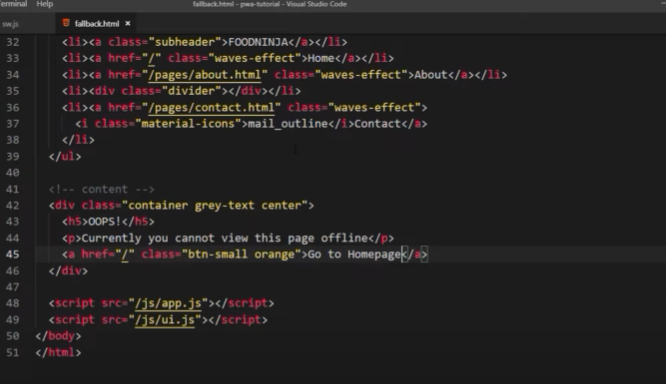 Terminal Help fallback.html - pwa-tutorial - Visual Studio Code
sw.js fallback.html ×
32 <li><a class="subheader">FOODNINJA</a></li>
33 <li><a href="/" class="waves-effect">Home</a></li>
34 <li><a href="/pages/about.html" class="waves-effect">About</a></li>
35 <li><div class="divider"></div></li>
36 <li><a href="/pages/contact.html" class="waves-effect">
37 <i class="material-icons">mail_outline</i>Contact</a>
38 </li>
39 </ul>
40
41 <!-- content -->
42 <div class="container grey-text center">
43 <h5>OOPS!</h5>
44 <p>Currently you cannot view this page offline</p>
45 <a href="/" class="btn-small orange">Go to Homepage</a>
46 </div>
47
48 <script src="/js/app.js"></script>
49 <script src="/js/ui.js"></script>
50 </body>
51 </html>